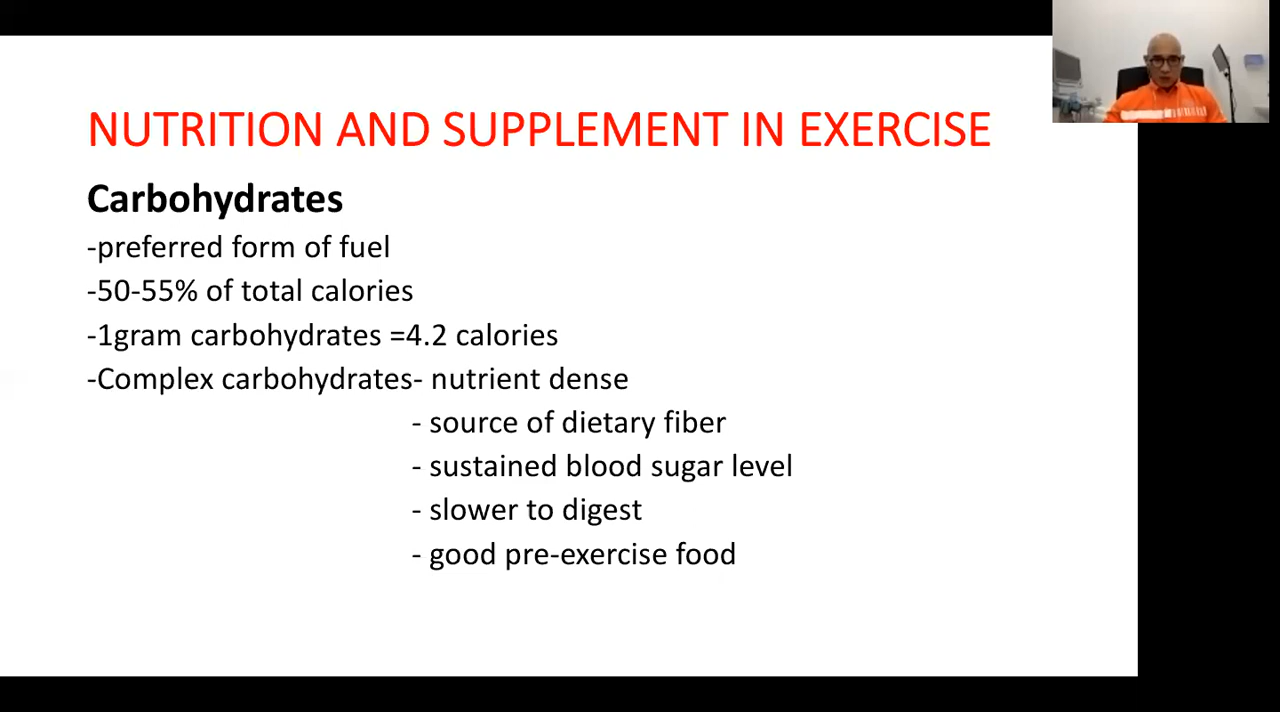 NUTRITION AND SUPPLEMENT IN EXERCISE
Carbohydrates
-preferred form of fuel
-50-55% of total calories
-1gram carbohydrates =4.2 calories
-Complex carbohydrates- nutrient dense
- source of dietary fiber
- sustained blood sugar level
- slower to digest
- good pre-exercise food